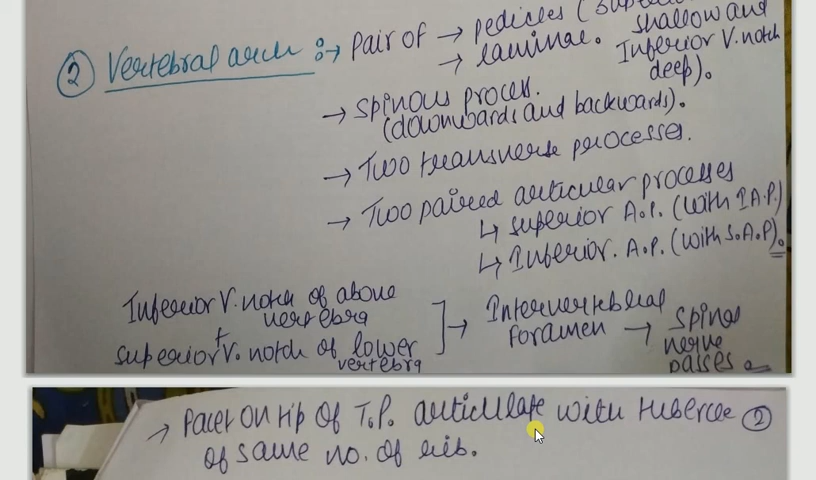 ② Vertebral arch :→ Pair of → pedicles (
shallow and
→ laminae. Inferior V. notch
deep).
→ Spinous proces.
(downwards and backwards).
→ Two transverse processes.
→ Two paired articular processes
↳ superior A.P. (with I.A.P.)
↳ Inferior. A.P. (with S.A.P).
Inferior V. notch of above
vertebra
+
superior V. notch of lower
vertebra
] → Intervertebral
foramen → spinal
nerve
passes
→ Facet on tip of T.P. articulate with tubercle ②
of same no. of rib.